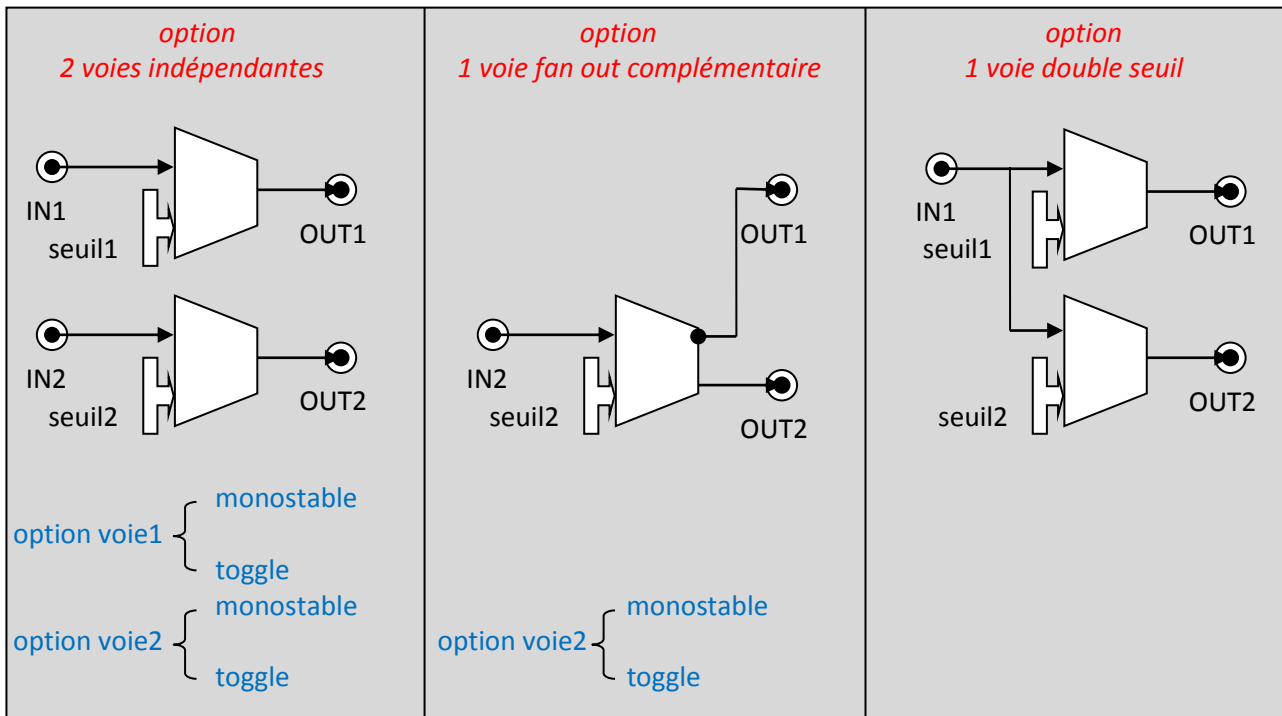 option
2 voies indépendantes
IN1
seuil1
OUT1
IN2
seuil2
OUT2
option voie1
monostable
toggle
option voie2
monostable
toggle
option
1 voie fan out complémentaire
OUT1
IN2
seuil2
OUT2
option voie2
monostable
toggle
option
1 voie double seuil
IN1
seuil1
OUT1
seuil2
OUT2